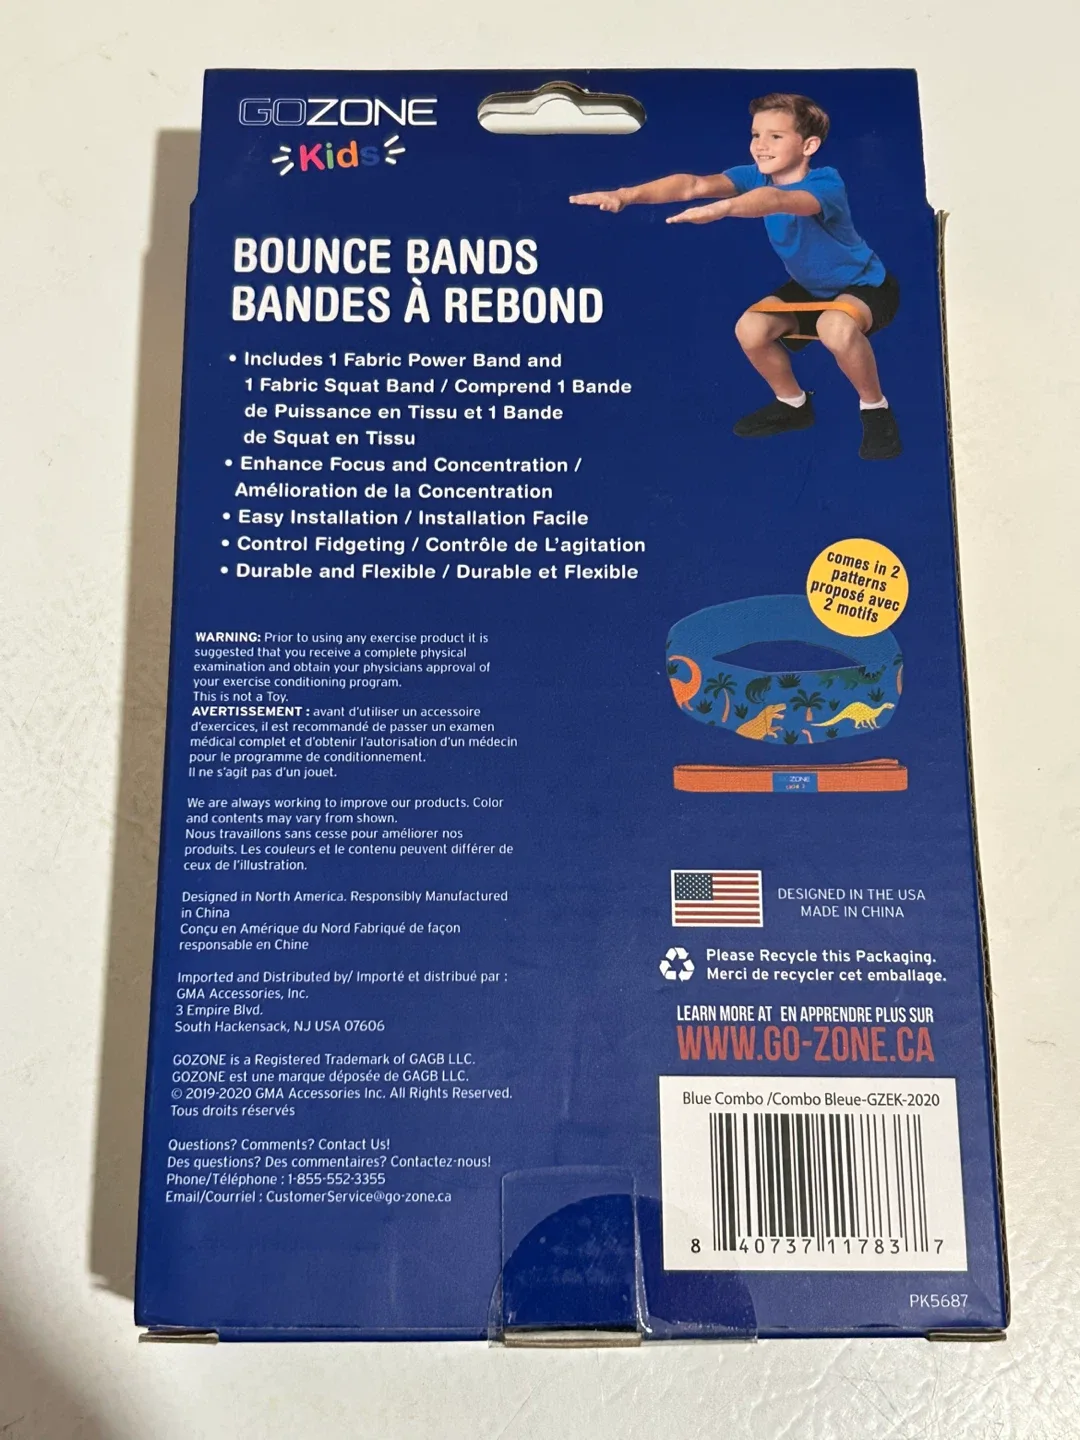 GOZONE
Kids
BOUNCE BANDS
BANDES À REBOND
• Includes 1 Fabric Power Band and
1 Fabric Squat Band / Comprend 1 Bande
de Puissance en Tissu et 1 Bande
de Squat en Tissu
• Enhance Focus and Concentration /
Amélioration de la Concentration
• Easy Installation / Installation Facile
• Control Fidgeting / Contrôle de L'agitation
• Durable and Flexible / Durable et Flexible
comes in 2
patterns
proposé avec
2 motifs
WARNING: Prior to using any exercise product it is
suggested that you receive a complete physical
examination and obtain your physicians approval of
your exercise conditioning program.
This is not a Toy.
AVERTISSEMENT : avant d'utiliser un accessoire
d'exercices, il est recommandé de passer un examen
médical complet et d'obtenir l'autorisation d'un médecin
pour le programme de conditionnement.
Il ne s'agit pas d'un jouet.
We are always working to improve our products. Color
and contents may vary from shown.
Nous travaillons sans cesse pour améliorer nos
produits. Les couleurs et le contenu peuvent différer de
ceux de l'illustration.
Designed in North America. Responsibly Manufactured
in China
Conçu en Amérique du Nord Fabriqué de façon
responsable en Chine
Imported and Distributed by/ Importé et distribué par :
GMA Accessories, Inc.
3 Empire Blvd.
South Hackensack, NJ USA 07606
GOZONE is a Registered Trademark of GAGB LLC.
GOZONE est une marque déposée de GAGB LLC.
© 2019-2020 GMA Accessories Inc. All Rights Reserved.
Tous droits réservés
Questions? Comments? Contact Us!
Des questions? Des commentaires? Contactez-nous!
Phone/Téléphone : 1-855-552-3355
Email/Courriel : CustomerService@go-zone.ca
DESIGNED IN THE USA
MADE IN CHINA
Please Recycle this Packaging.
Merci de recycler cet emballage.
LEARN MORE AT EN APPRENDRE PLUS SUR
WWW.GO-ZONE.CA
Blue Combo /Combo Bleue-GZEK-2020
8 40737 11783 7
PK5687